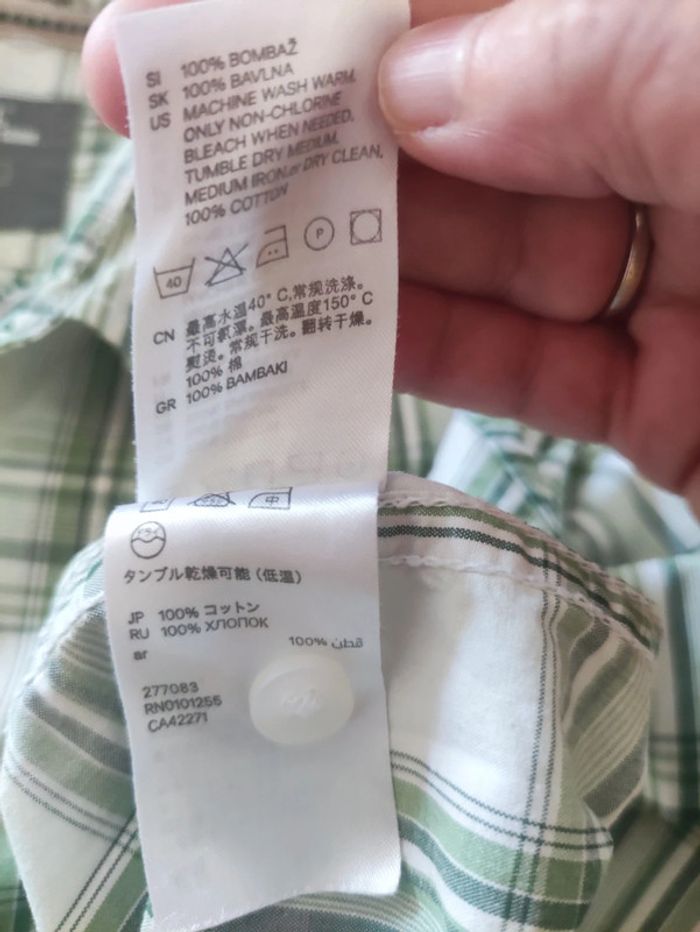 SI 100% BOMBAŽ
SK 100% BAVLNA
US MACHINE WASH WARM.
ONLY NON-CHLORINE
BLEACH WHEN NEEDED.
TUMBLE DRY MEDIUM.
MEDIUM IRON.or DRY CLEAN.
100% COTTON
40 P
CN 最高水温40° C,常规洗涤。
不可氯漂。最高温度150° C
熨烫。常规干洗。翻转干燥。
100% 棉
GR 100% BAMBAKI
中
タンブル乾燥可能 (低温)
JP 100% コットン
RU 100% ХЛОПОК
ar 100% قطن
277083
RN0101255
CA42271